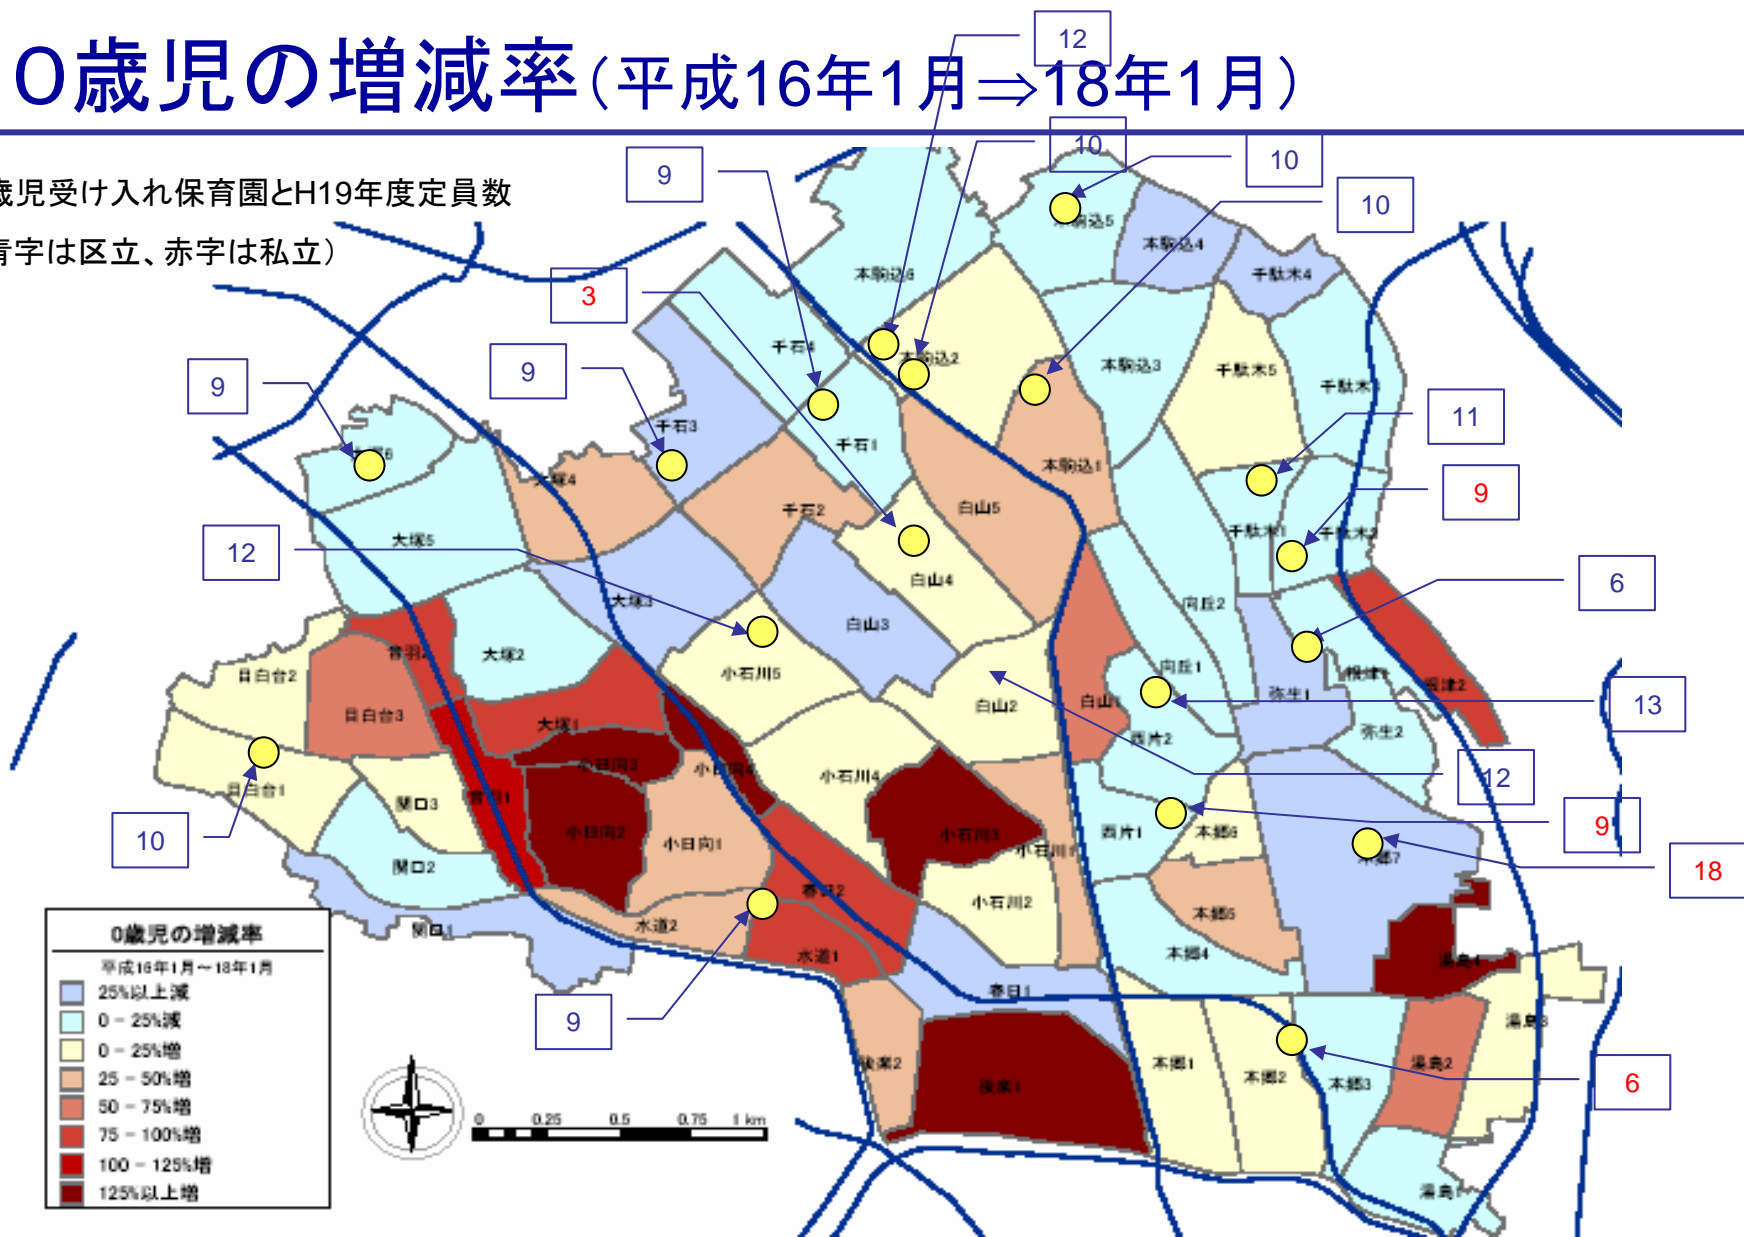 0歳児の増減率(平成16年1月⇒18年1月)
歳児受け入れ保育園とH19年度定員数
青字は区立、赤字は私立)
12
10
10
9
10
3
9
9
11
9
12
6
13
12
9
10
18
9
6
本駒込5
本駒込4
千駄木4
本駒込6
千石4
本駒込2
本駒込3
千駄木5
千駄木3
千石3
千石1
本駒込1
大塚6
大塚4
千石2
白山5
大塚5
千駄木1
千駄木2
白山4
大塚3
白山3
向丘2
音羽2
大塚2
目白台2
小石川5
向丘1
根津1
根津2
弥生1
目白台3
大塚1
白山2
白山1
西片2
弥生2
小日向3
小日向4
小石川4
目白台1
関口3
音羽1
小日向2
小日向1
小石川3
小石川1
西片1
本郷6
本郷7
関口2
春日2
小石川2
本郷5
関口1
水道2
水道1
本郷4
湯島4
春日1
湯島3
後楽2
後楽1
本郷1
本郷2
本郷3
湯島2
湯島1
0歳児の増減率
平成16年1月～18年1月
25%以上減
0－25%減
0－25%増
25－50%増
50－75%増
75－100%増
100－125%増
125%以上増
0 0.25 0.5 0.75 1 km